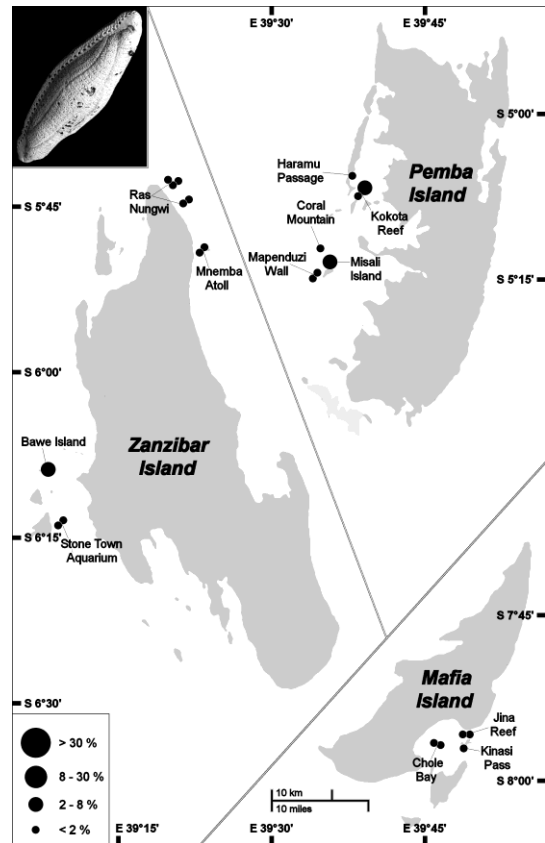 E 39°30'
E 39°45'
S 5°00'
Haramu
Passage
Pemba
Island
Ras
Nungwi
S 5°45'
Coral
Mountain
Kokota
Reef
Mnemba
Atoll
Mapenduzi
Wall
Misali
Island
S 5°15'
S 6°00'
Bawe Island
Zanzibar
Island
Stone Town
Aquarium
S 6°15'
S 7°45'
S 6°30'
Mafia
Island
Jina
Reef
Chole
Bay
Kinasi
Pass
S 8°00'
> 30 %
8 - 30 %
2 - 8 %
< 2 %
10 km
10 miles
E 39°15'
E 39°30'
E 39°45'